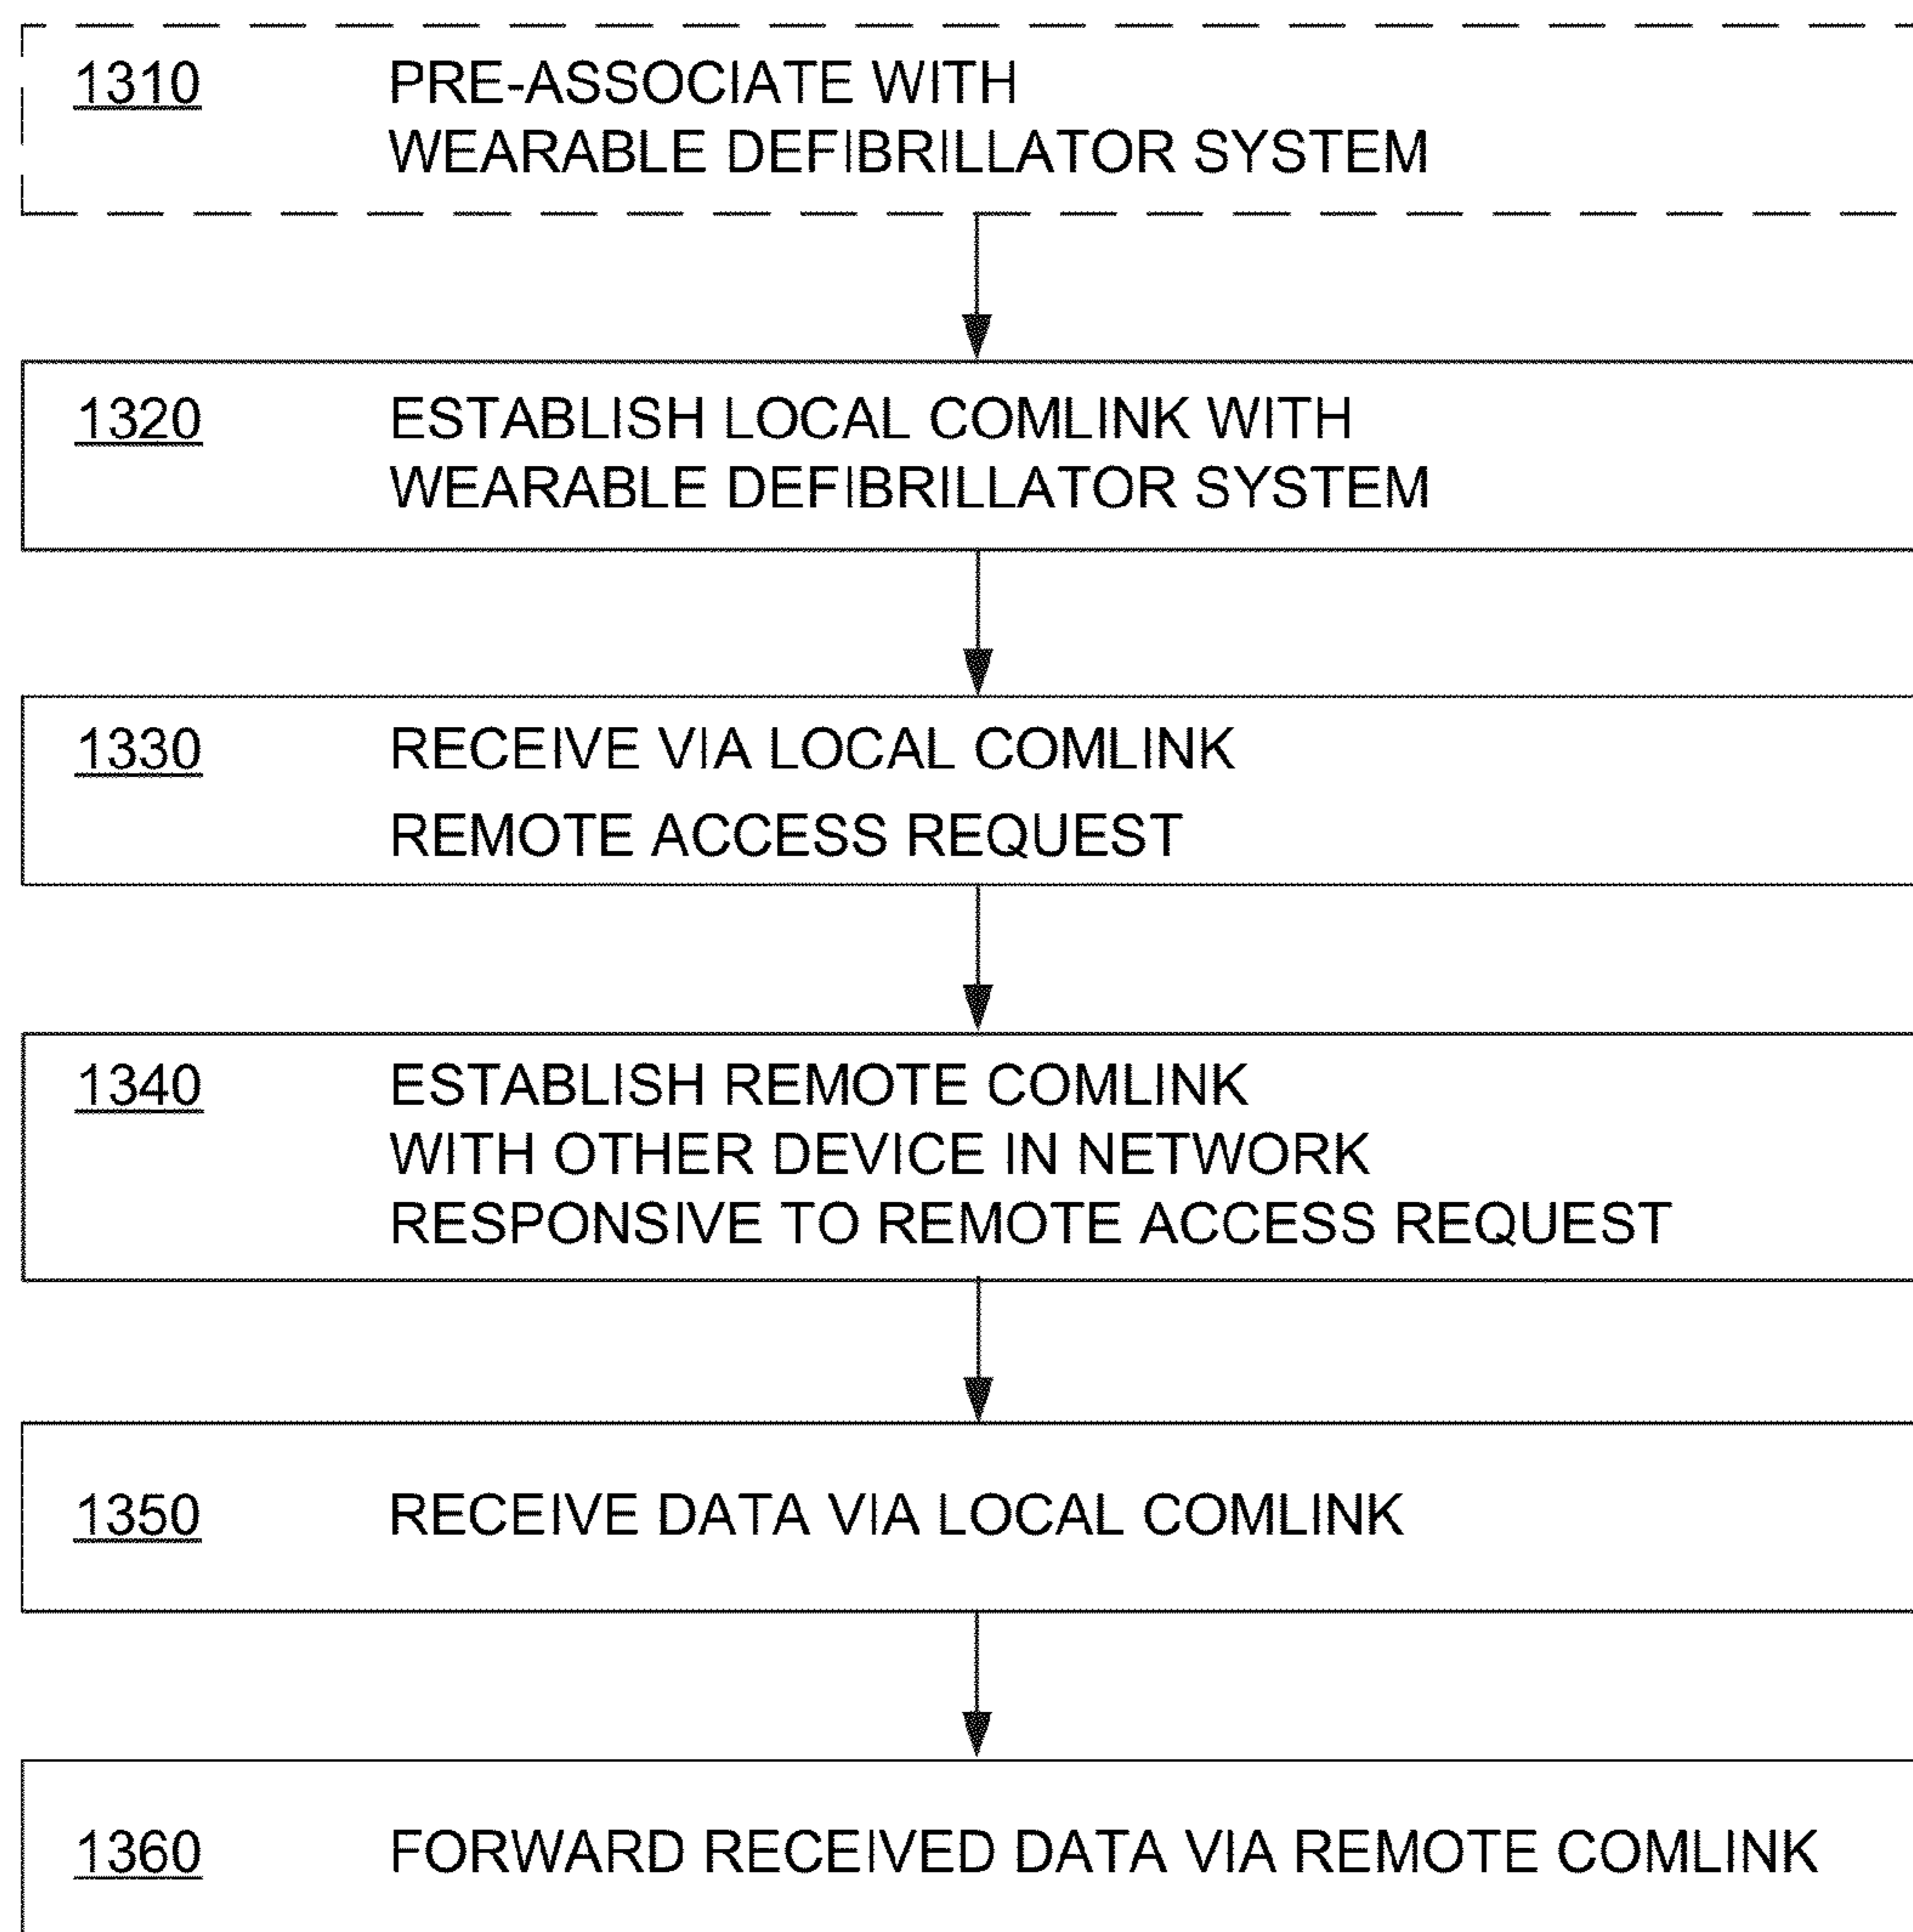 1310 PRE-ASSOCIATE WITH
WEARABLE DEFIBRILLATOR SYSTEM
1320 ESTABLISH LOCAL COMLINK WITH
WEARABLE DEFIBRILLATOR SYSTEM
1330 RECEIVE VIA LOCAL COMLINK
REMOTE ACCESS REQUEST
1340 ESTABLISH REMOTE COMLINK
WITH OTHER DEVICE IN NETWORK
RESPONSIVE TO REMOTE ACCESS REQUEST
1350 RECEIVE DATA VIA LOCAL COMLINK
1360 FORWARD RECEIVED DATA VIA REMOTE COMLINK